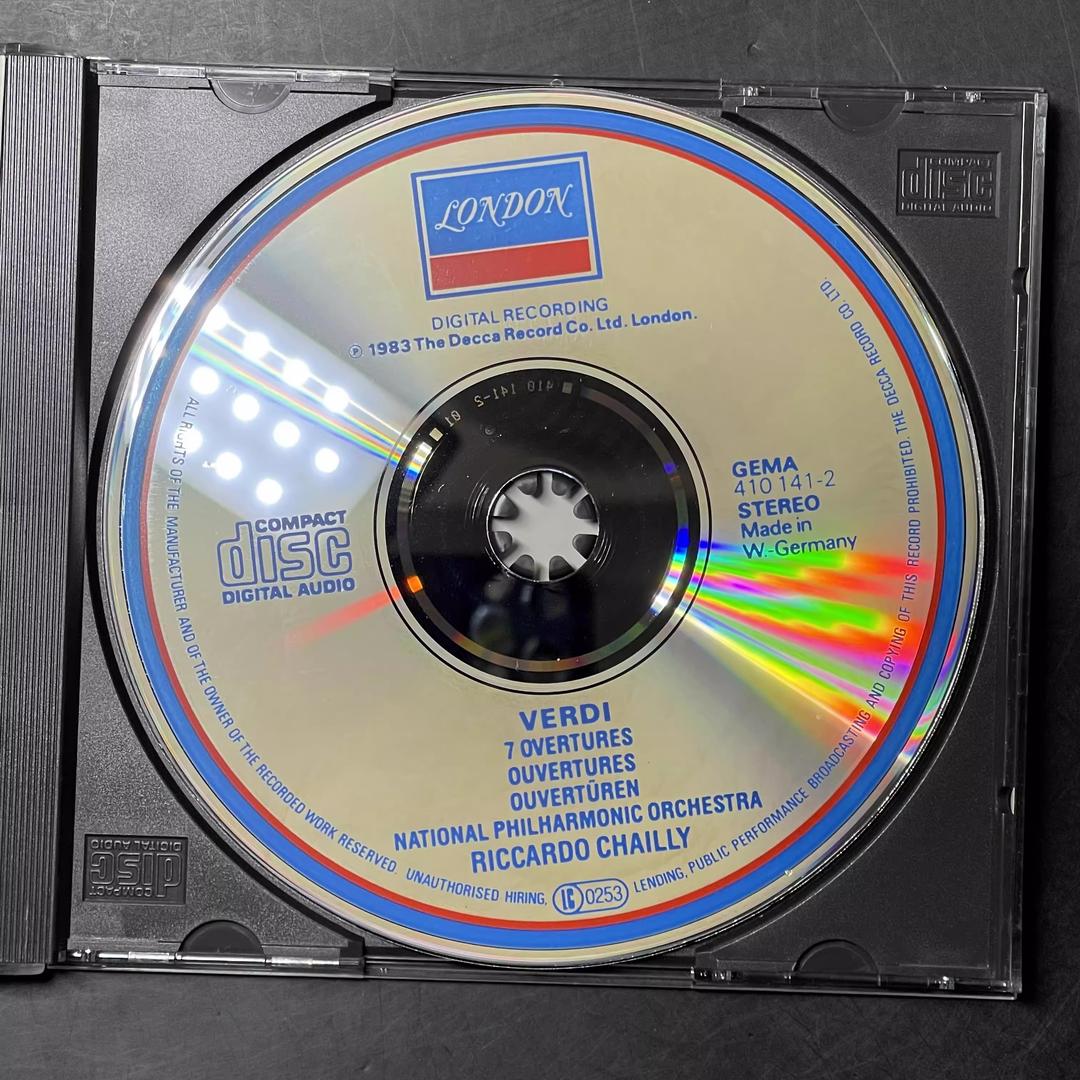 LONDON
DIGITAL RECORDING
℗ 1983 The Decca Record Co. Ltd. London.
COMPACT
disc
DIGITAL AUDIO
410 141-2 01
GEMA
410 141-2
STEREO
Made in
W.-Germany
COMPACT
disc
DIGITAL AUDIO
VERDI
7 OVERTURES
OUVERTURES
OUVERTÜREN
NATIONAL PHILHARMONIC ORCHESTRA
RICCARDO CHAILLY
ALL RIGHTS OF THE MANUFACTURER AND OF THE OWNER OF THE RECORDED WORK RESERVED. UNAUTHORISED HIRING, LC 0253 LENDING, PUBLIC PERFORMANCE BROADCASTING AND COPYING OF THIS RECORD PROHIBITED. THE DECCA RECORD CO. LTD.
COMPACT
disc
DIGITAL AUDIO